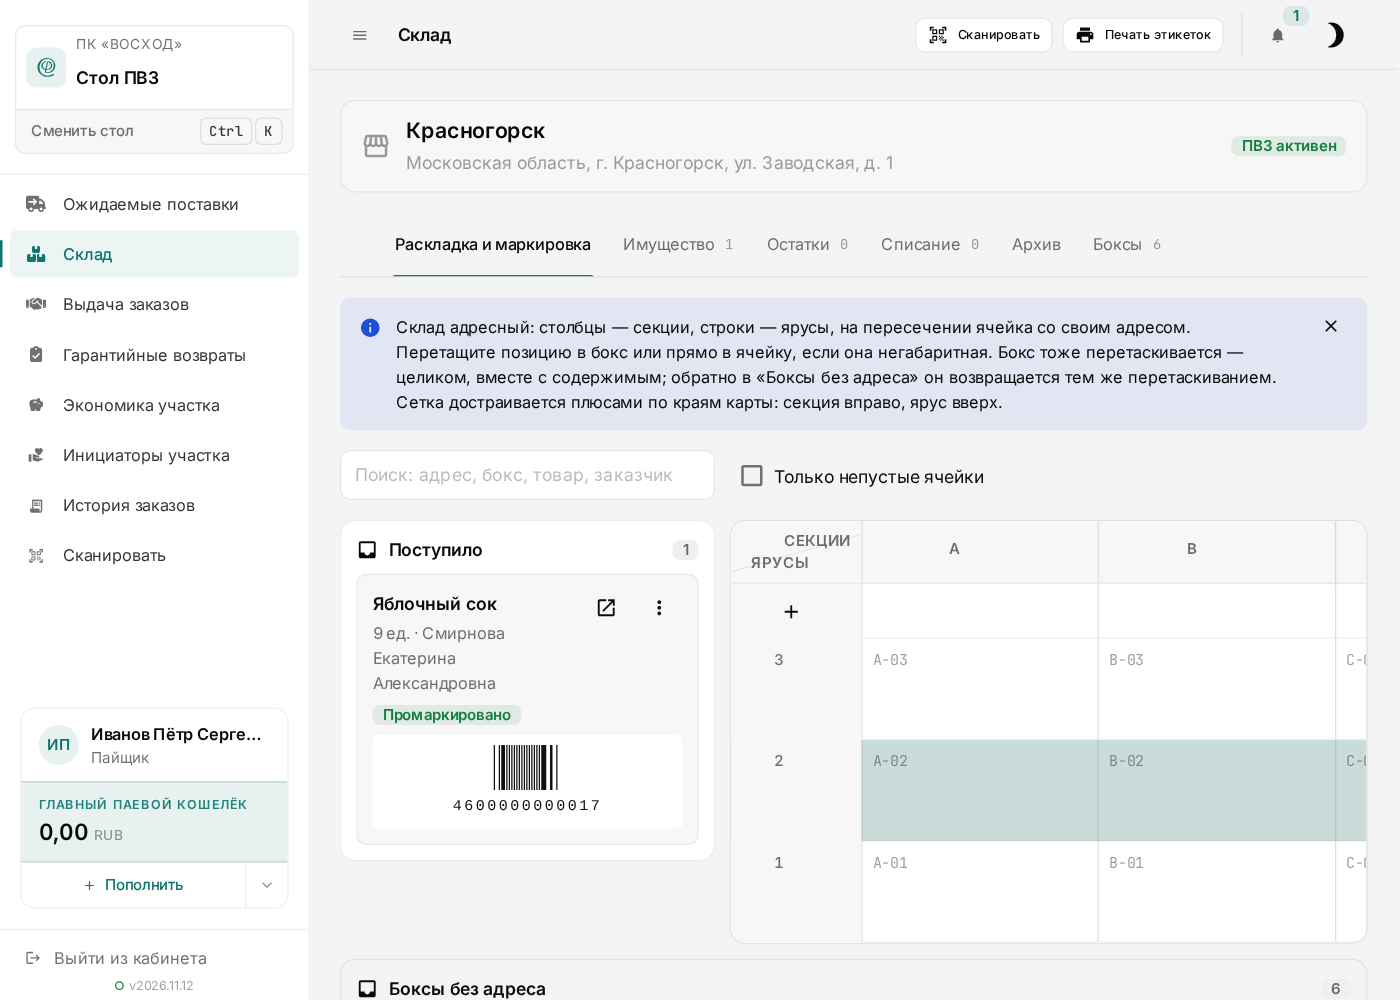 ПК «ВОСХОД»
Стол ПВЗ
Сменить стол Ctrl K
Ожидаемые поставки
Склад
Выдача заказов
Гарантийные возвраты
Экономика участка
Инициаторы участка
История заказов
Сканировать
ИП
Иванов Пётр Серге...
Пайщик
ГЛАВНЫЙ ПАЕВОЙ КОШЕЛЁК
0,00 RUB
+ Пополнить
Выйти из кабинета
v2026.11.12
Склад
Сканировать
Печать этикеток
1
Красногорск
Московская область, г. Красногорск, ул. Заводская, д. 1
ПВЗ активен
Раскладка и маркировка
Имущество 1
Остатки 0
Списание 0
Архив
Боксы 6
Склад адресный: столбцы — секции, строки — ярусы, на пересечении ячейка со своим адресом.
Перетащите позицию в бокс или прямо в ячейку, если она негабаритная. Бокс тоже перетаскивается —
целиком, вместе с содержимым; обратно в «Боксы без адреса» он возвращается тем же перетаскиванием.
Сетка достраивается плюсами по краям карты: секция вправо, ярус вверх.
Поиск: адрес, бокс, товар, заказчик
Только непустые ячейки
Поступило 1
Яблочный сок
9 ед. · Смирнова
Екатерина
Александровна
Промаркировано
4600000000017
СЕКЦИИ
ЯРУСЫ
A
B
+
3
A-03
B-03
2
A-02
B-02
1
A-01
B-01
Боксы без адреса 6